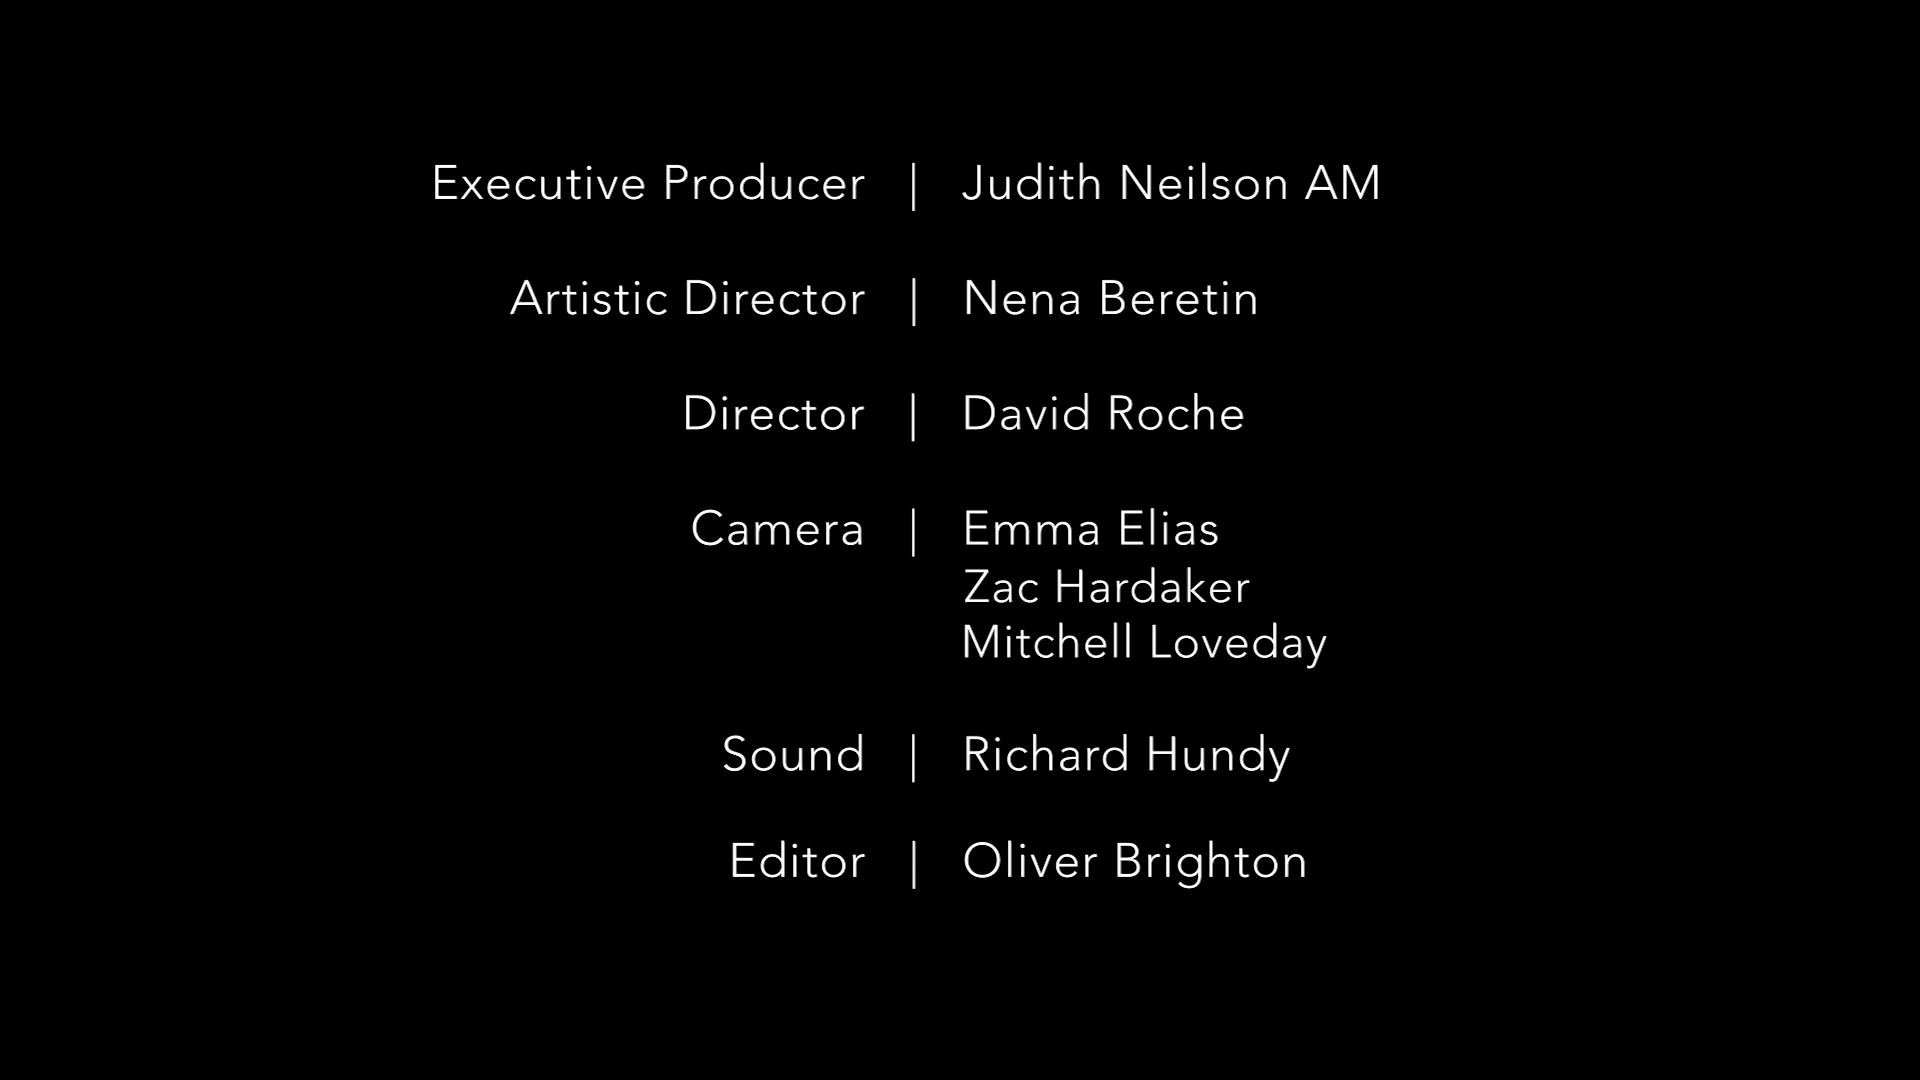 Executive Producer | Judith Neilson AM
Artistic Director | Nena Beretin
Director | David Roche
Camera | Emma Elias
Zac Hardaker
Mitchell Loveday
Sound | Richard Hundy
Editor | Oliver Brighton